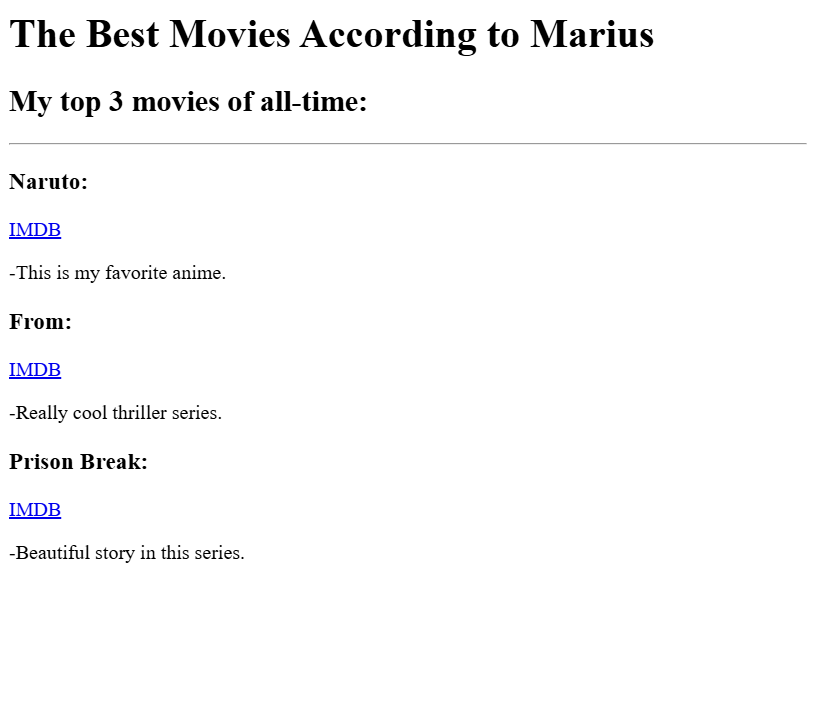 The Best Movies According to Marius
My top 3 movies of all-time:
Naruto:
IMDB
-This is my favorite anime.
From:
IMDB
-Really cool thriller series.
Prison Break:
IMDB
-Beautiful story in this series.